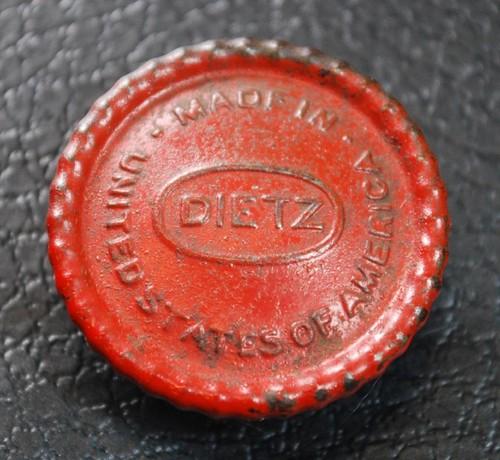 · MADE IN ·
DIETZ
UNITED STATES OF AMERICA